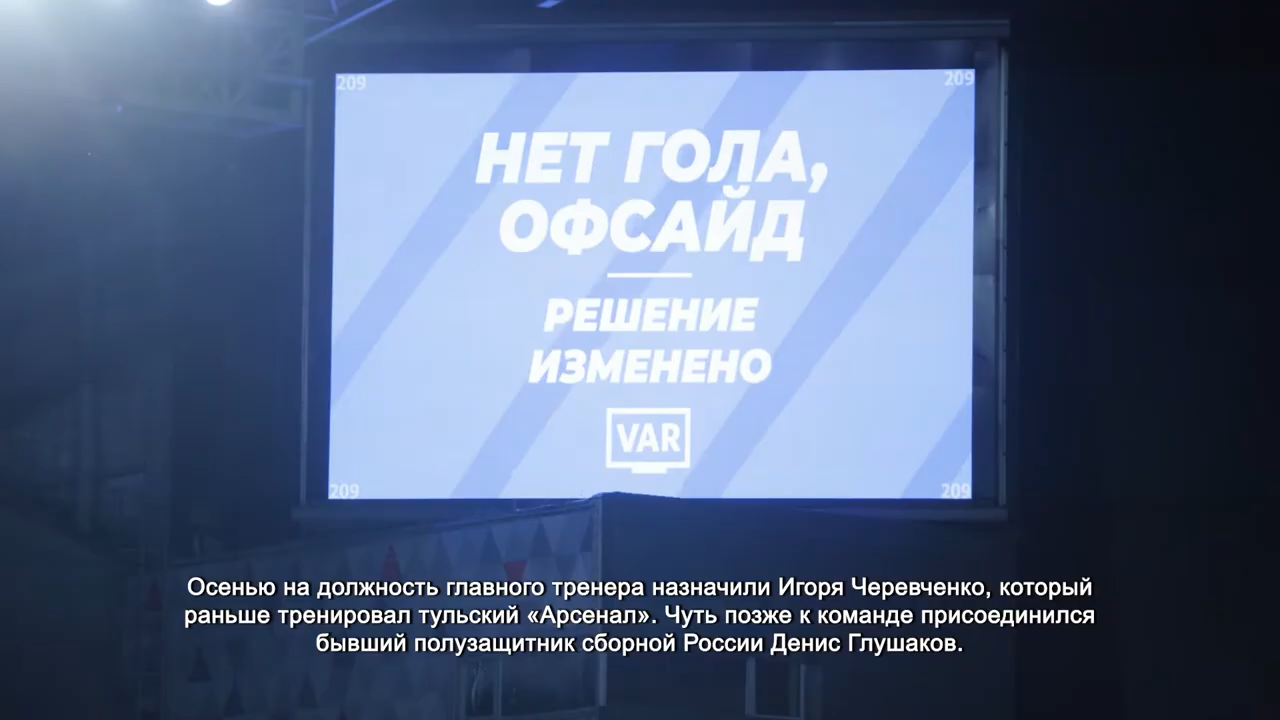 209
209
НЕТ ГОЛА,
ОФСАЙД
РЕШЕНИЕ
ИЗМЕНЕНО
VAR
209
209
Осенью на должность главного тренера назначили Игоря Черевченко, который
раньше тренировал тульский «Арсенал». Чуть позже к команде присоединился
бывший полузащитник сборной России Денис Глушаков.